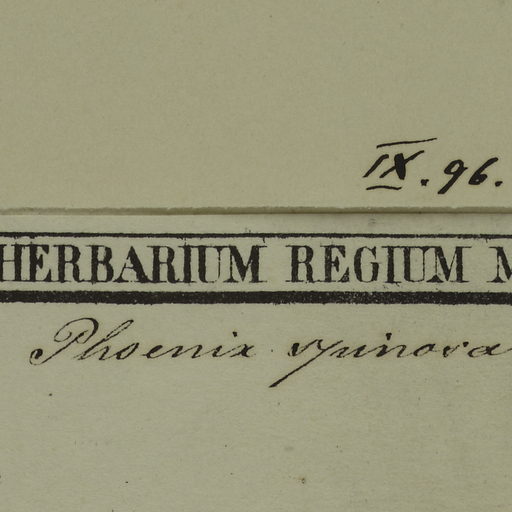 IX. 96.
HERBARIUM REGIUM M
Phoenix spinosa